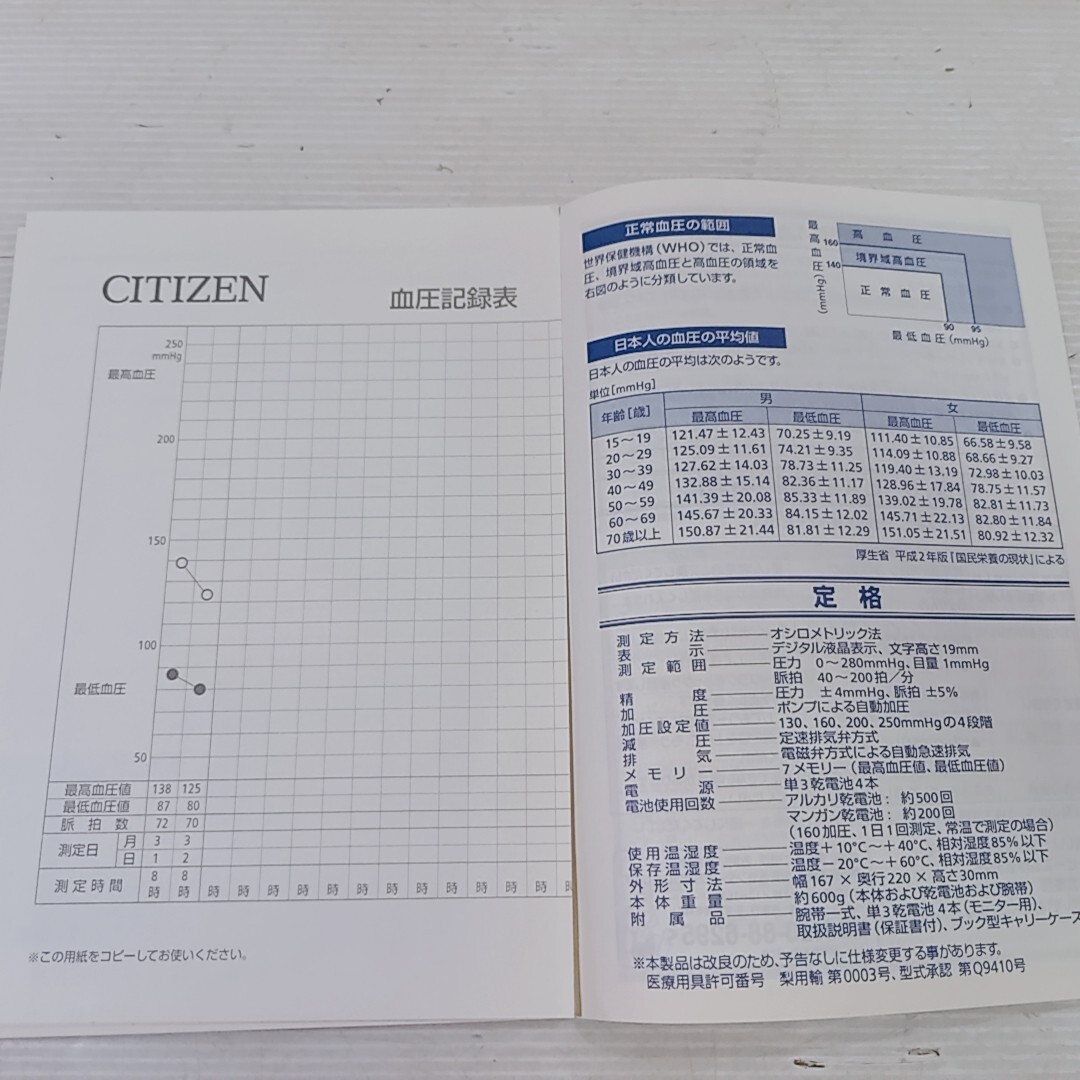 CITIZEN
血圧記録表
250
mmHg
最高血圧
200
150
100
最低血圧
50
最高血圧値 138 125
最低血圧値 87 80
脈拍数 72 70
測定日 月 3 3
日 1 2
測定時間 8時 8時 時 時 時 時 時 時 時 時 時 時 時 時
※この用紙をコピーしてお使いください。
正常血圧の範囲
世界保健機構(WHO)では、正常血
圧、境界域高血圧と高血圧の領域を
右図のように分類しています。
最高血圧(mmHg)
160
140
高血圧
境界域高血圧
正常血圧
90 95
最低血圧(mmHg)
日本人の血圧の平均値
日本人の血圧の平均は次のようです。
単位[mmHg]
年齢[歳] 男 女
最高血圧 最低血圧 最高血圧 最低血圧
15〜19 121.47±12.43 70.25±9.19 111.40±10.85 66.58±9.58
20〜29 125.09±11.61 74.21±9.35 114.09±10.88 68.66±9.27
30〜39 127.62±14.03 78.73±11.25 119.40±13.19 72.98±10.03
40〜49 132.88±15.14 82.36±11.17 128.96±17.84 78.75±11.57
50〜59 141.39±20.08 85.33±11.89 139.02±19.78 82.81±11.73
60〜69 145.67±20.33 84.15±12.02 145.71±22.13 82.80±11.84
70歳以上 150.87±21.44 81.81±12.29 151.05±21.51 80.92±12.32
厚生省 平成2年版「国民栄養の現状」による
定格
測定方法 オシロメトリック法
表示 デジタル液晶表示、文字高さ19mm
測定範囲 圧力 0〜280mmHg、目量1mmHg
脈拍 40〜200拍/分
精度 圧力 ±4mmHg、脈拍 ±5%
加圧 ポンプによる自動加圧
加圧設定値 130、160、200、250mmHgの4段階
減圧 定速排気弁方式
排気 電磁弁方式による自動急速排気
メモリー 7メモリー(最高血圧値、最低血圧値)
電源 単3乾電池4本
電池使用回数 アルカリ乾電池: 約500回
マンガン乾電池: 約200回
(160加圧、1日1回測定、常温で測定の場合)
使用温湿度 温度+10℃〜+40℃、相対湿度85%以下
保存温湿度 温度−20℃〜+60℃、相対湿度85%以下
外形寸法 幅167×奥行220×高さ30mm
本体重量 約600g(本体および乾電池および腕帯)
附属品 腕帯一式、単3乾電池4本(モニター用)、
取扱説明書(保証書付)、ブック型キャリーケース
※本製品は改良のため、予告なしに仕様変更する事があります。
医療用具許可番号 梨用輸 第0003号、型式承認 第Q9410号